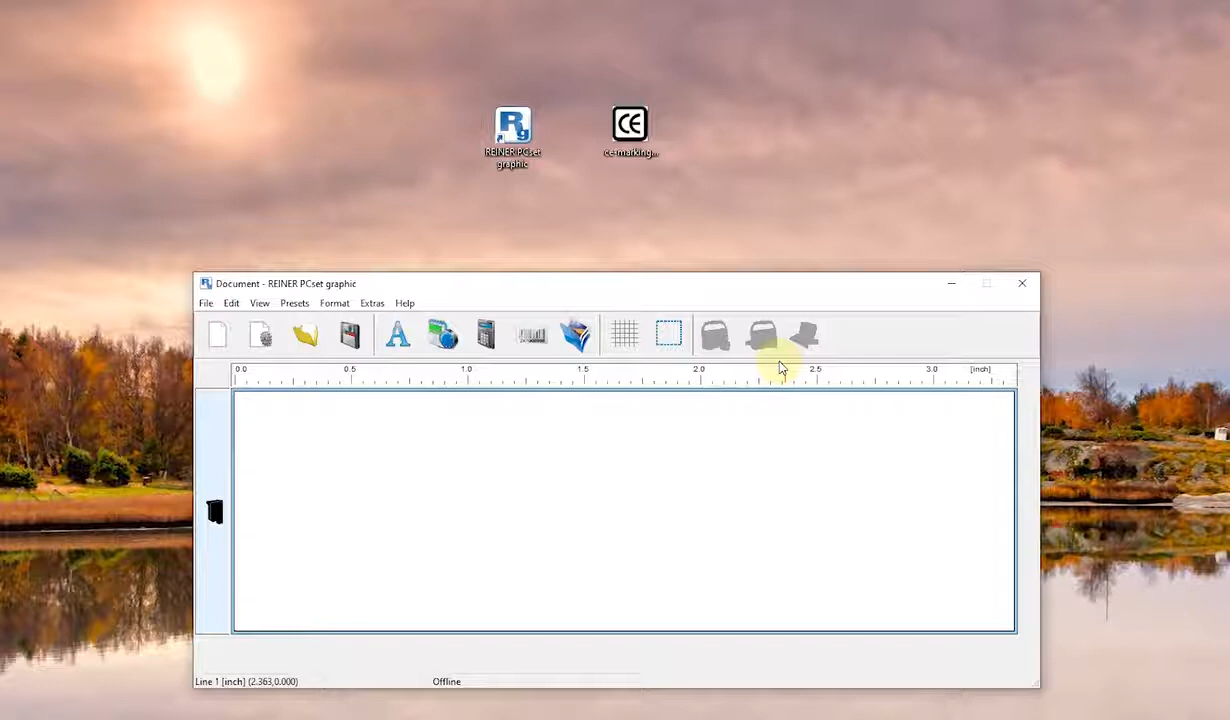 Rg
REINER PCset
graphic
CE
ce-marking...
Document - REINER PCset graphic
File Edit View Presets Format Extras Help
A
0.0 0.5 1.0 1.5 2.0 2.5 3.0 [inch]
Line 1 [inch] (2.363,0.000) Offline